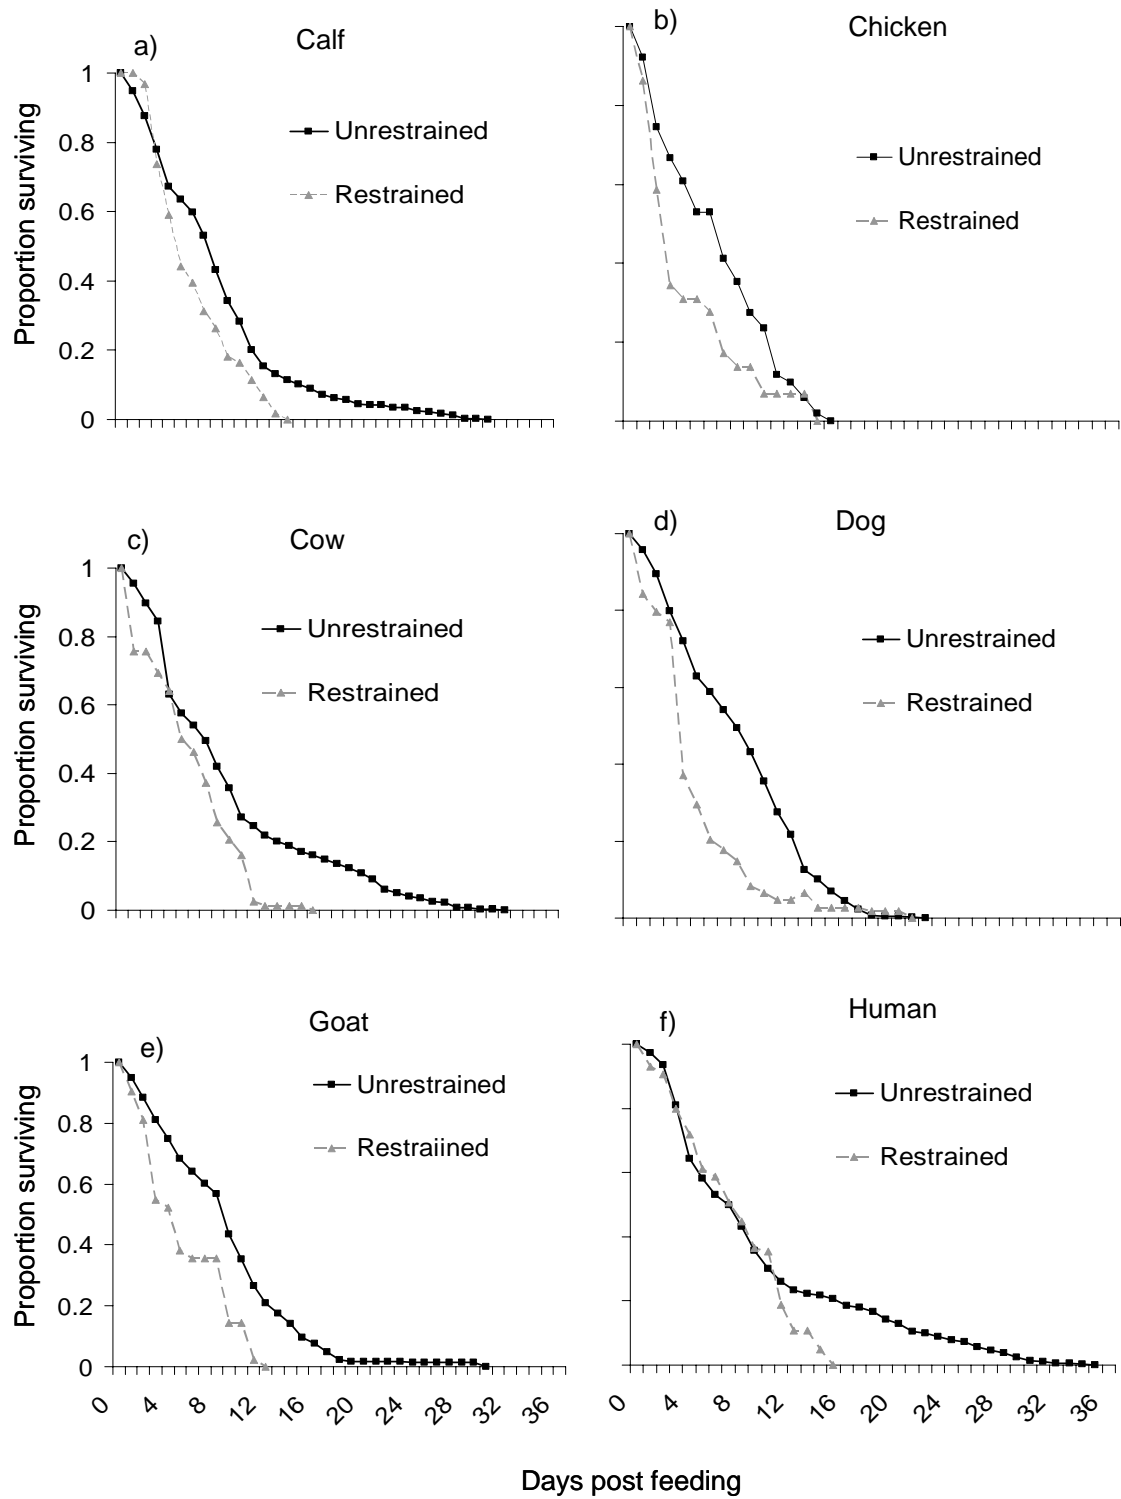 a) Calf
1
0.8
0.6
0.4
0.2
0
Proportion surviving
Unrestrained
Restrained
b) Chicken
Unrestrained
Restrained
c) Cow
1
0.8
0.6
0.4
0.2
0
Proportion surviving
Unrestrained
Restrained
d) Dog
Unrestrained
Restrained
e) Goat
1
0.8
0.6
0.4
0.2
0
Proportion surviving
Unrestrained
Restraiined
0 4 8 12 16 20 24 28 32 36
f) Human
Unrestrained
Restrained
0 4 8 12 16 20 24 28 32 36
Days post feeding